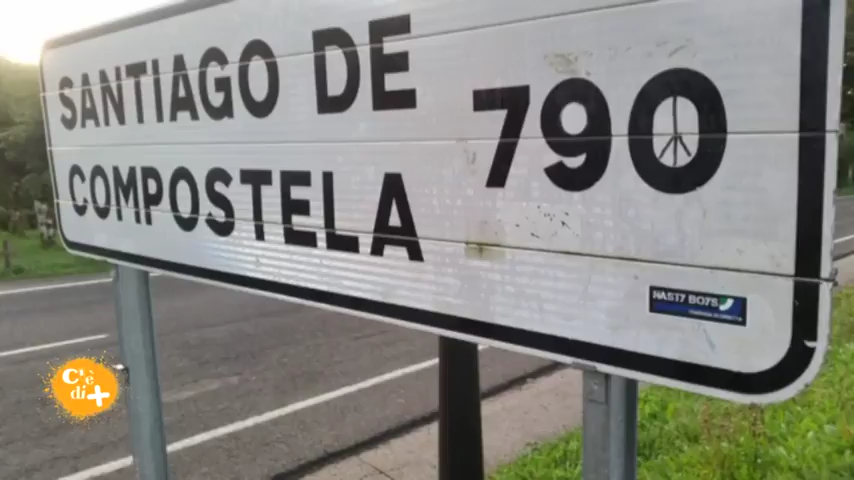 SANTIAGO DE
COMPOSTELA 790
NASTY BOYS
C'è
di+